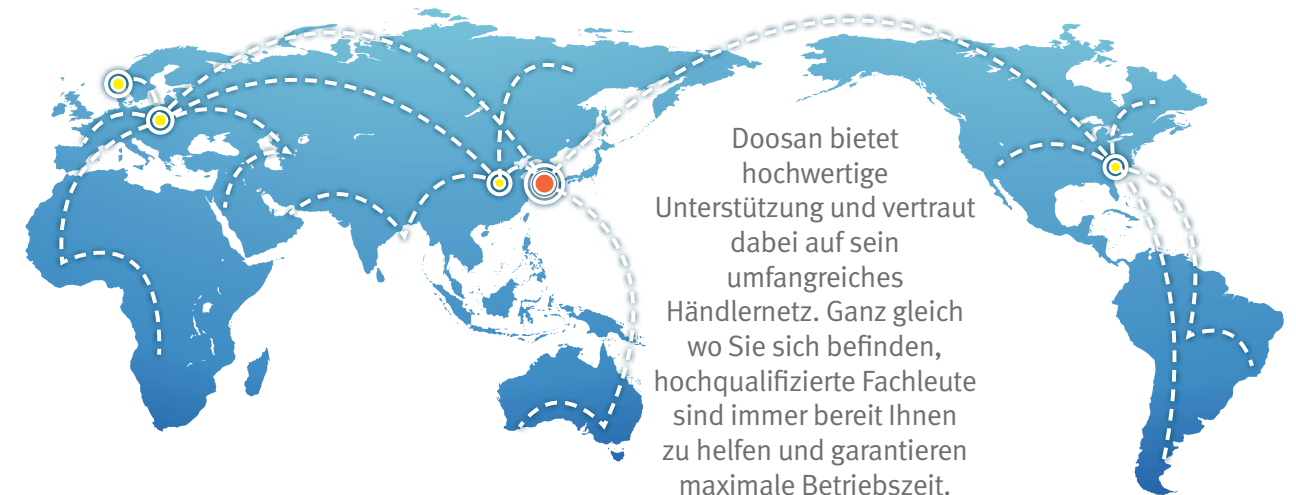 Doosan bietet
hochwertige
Unterstützung und vertraut
dabei auf sein
umfangreiches
Händlernetz. Ganz gleich
wo Sie sich befinden,
hochqualifizierte Fachleute
sind immer bereit Ihnen
zu helfen und garantieren
maximale Betriebszeit.